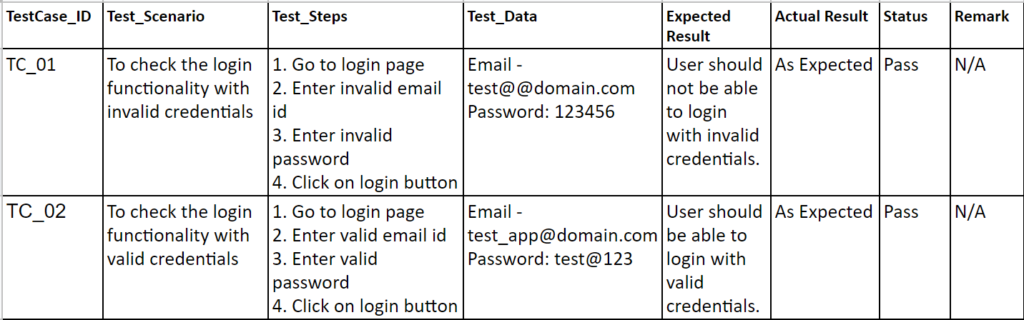 TestCase_ID
Test_Scenario
Test_Steps
Test_Data
Expected
Result
Actual Result
Status
Remark
TC_01
To check the login
functionality with
invalid credentials
1. Go to login page
2. Enter invalid email
id
3. Enter invalid
password
4. Click on login button
Email -
test@@domain.com
Password: 123456
User should
not be able
to login
with invalid
credentials.
As Expected
Pass
N/A
TC_02
To check the login
functionality with
valid credentials
1. Go to login page
2. Enter valid email id
3. Enter valid
password
4. Click on login button
Email -
test_app@domain.com
Password: test@123
User should
be able to
login with
valid
credentials.
As Expected
Pass
N/A